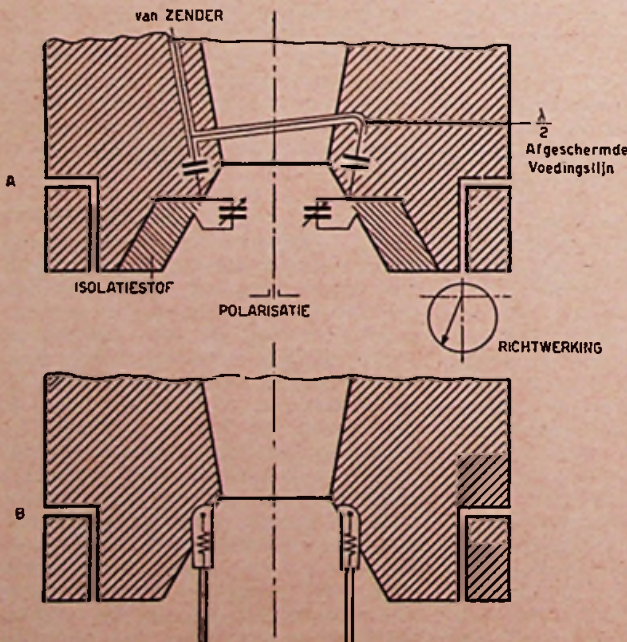 van ZENDER
λ/2
Afgeschermde
Voedingslijn
A
ISOLATIESTOF
POLARISATIE
RICHTWERKING
B